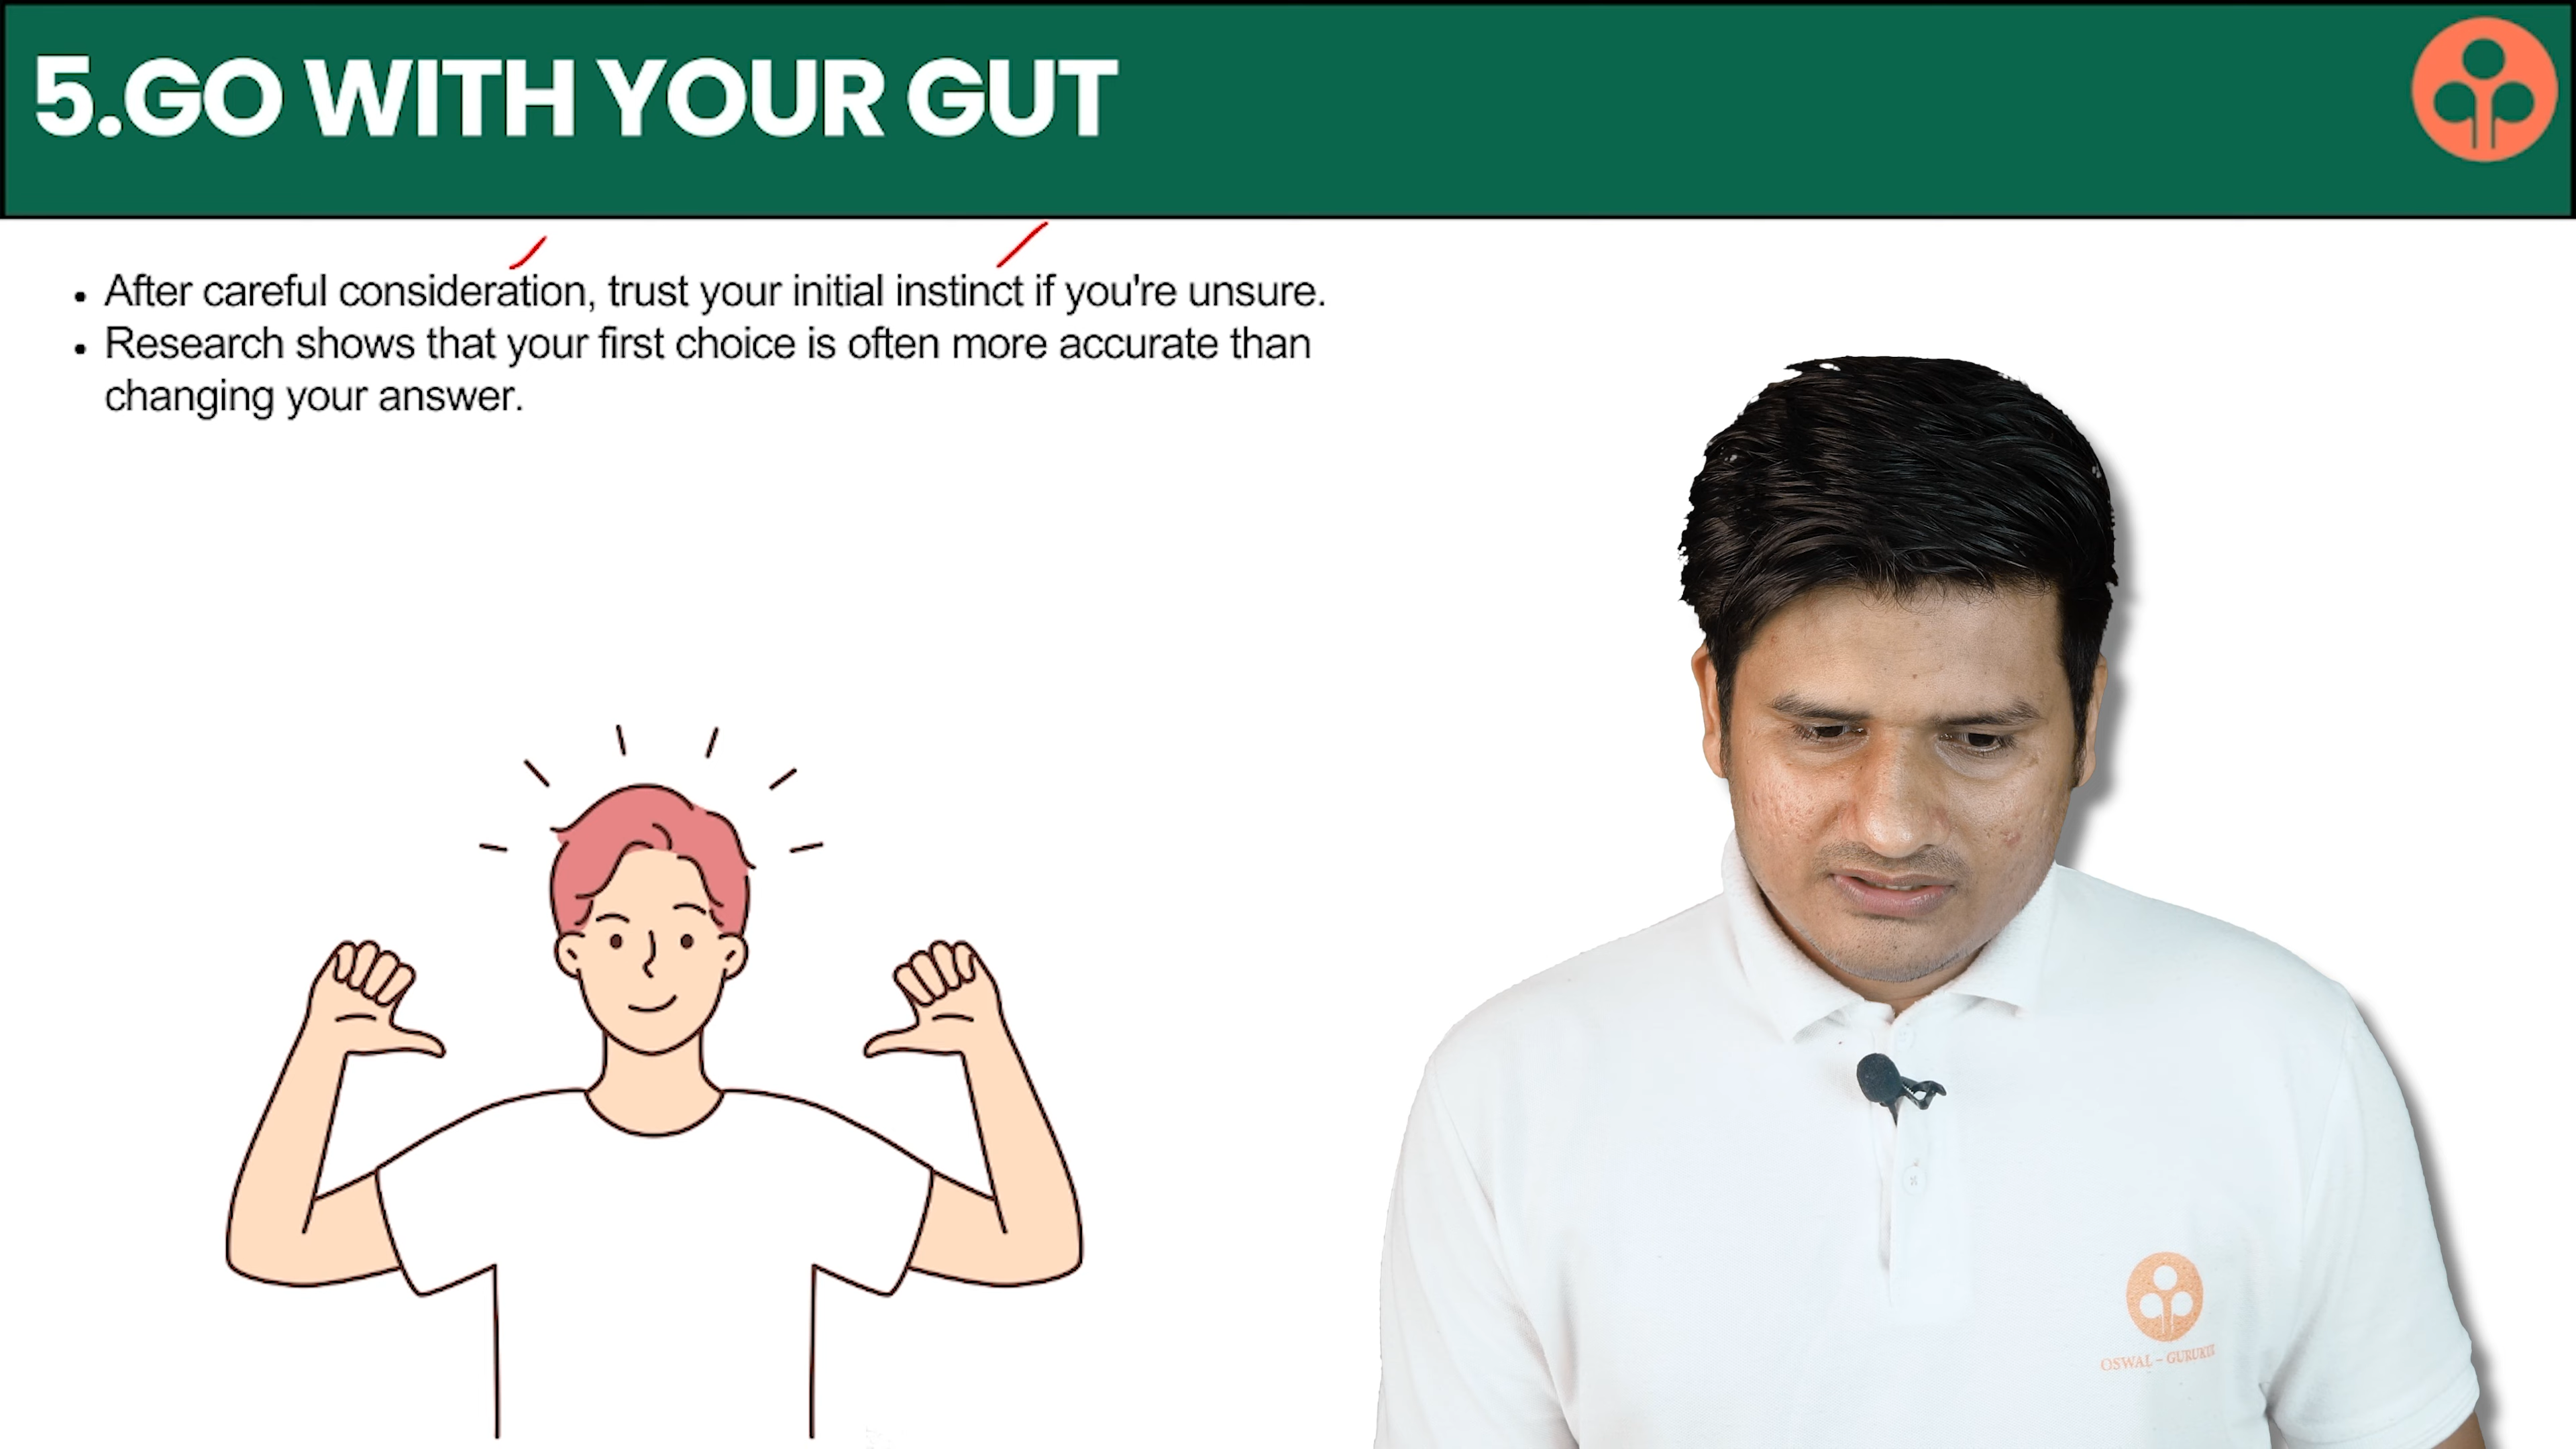 5.GO WITH YOUR GUT
• After careful consideration, trust your initial instinct if you're unsure.
• Research shows that your first choice is often more accurate than
changing your answer.
OSWAL – GURUKUL